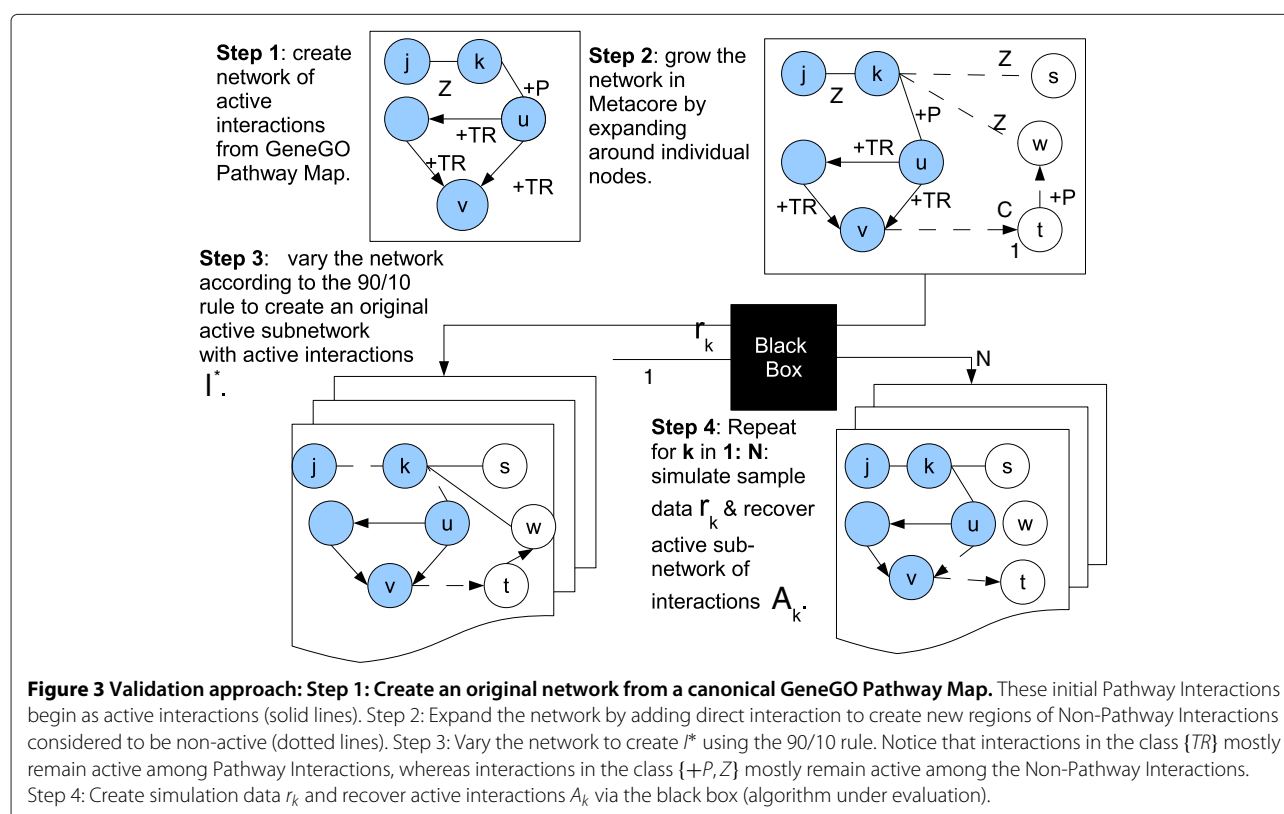 Step 1: create
network of
active
interactions
from GeneGO
Pathway Map.
j
k
Z
+P
u
+TR
+TR
+TR
v
Step 2: grow the
network in
Metacore by
expanding
around individual
nodes.
j
k
Z
s
Z
Z
w
+P
+TR
u
+TR
+TR
C
+P
v
t
1
Step 3: vary the network
according to the 90/10
rule to create an original
active subnetwork
with active interactions
I*.
rk
1
Black
Box
N
Step 4: Repeat
for k in 1: N:
simulate sample
data rk & recover
active sub-
network of
interactions Ak.
j
k
s
u
w
v
t
j
k
s
u
w
v
t
Figure 3 Validation approach: Step 1: Create an original network from a canonical GeneGO Pathway Map. These initial Pathway Interactions
begin as active interactions (solid lines). Step 2: Expand the network by adding direct interaction to create new regions of Non-Pathway Interactions
considered to be non-active (dotted lines). Step 3: Vary the network to create I* using the 90/10 rule. Notice that interactions in the class {TR} mostly
remain active among Pathway Interactions, whereas interactions in the class {+P, Z} mostly remain active among the Non-Pathway Interactions.
Step 4: Create simulation data rk and recover active interactions Ak via the black box (algorithm under evaluation).